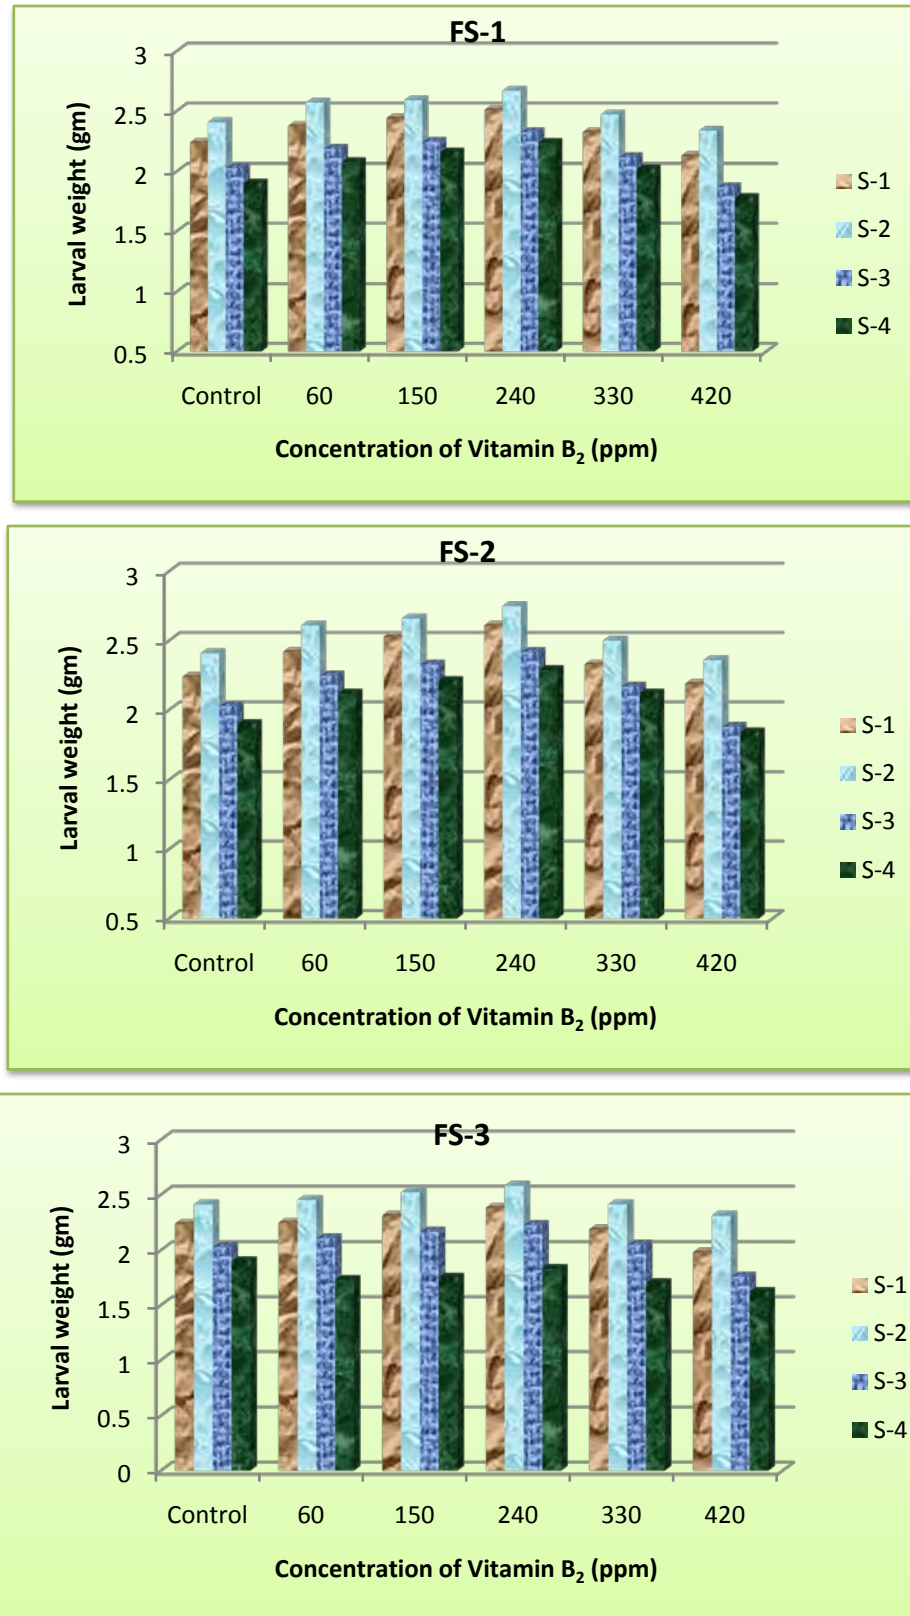 FS-1
3
2.5
2
1.5
1
0.5
Larval weight (gm)
Control 60 150 240 330 420
Concentration of Vitamin B2 (ppm)
S-1
S-2
S-3
S-4
FS-2
3
2.5
2
1.5
1
0.5
Larval weight (gm)
Control 60 150 240 330 420
Concentration of Vitamin B2 (ppm)
S-1
S-2
S-3
S-4
FS-3
3
2.5
2
1.5
1
0.5
0
Larval weight (gm)
Control 60 150 240 330 420
Concentration of Vitamin B2 (ppm)
S-1
S-2
S-3
S-4